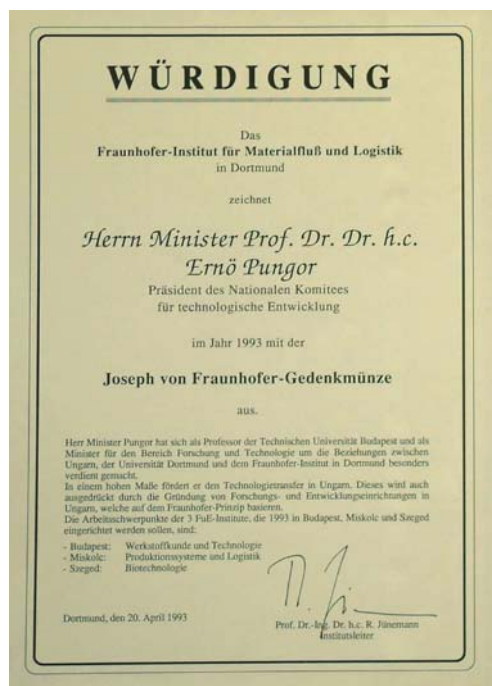 WÜRDIGUNG
Das
Fraunhofer-Institut für Materialfluß und Logistik
in Dortmund
zeichnet
Herrn Minister Prof. Dr. Dr. h.c.
Ernö Pungor
Präsident des Nationalen Komitees
für technologische Entwicklung
im Jahr 1993 mit der
Joseph von Fraunhofer-Gedenkmünze
aus.
Herr Minister Pungor hat sich als Professor der Technischen Universität Budapest und als
Minister für den Bereich Forschung und Technologie um die Beziehungen zwischen
Ungarn, der Universität Dortmund und dem Fraunhofer-Institut in Dortmund besonders
verdient gemacht.
In einem hohen Maße fördert er den Technologietransfer in Ungarn. Dieses wird auch
ausgedrückt durch die Gründung von Forschungs- und Entwicklungseinrichtungen in
Ungarn, welche auf dem Fraunhofer-Prinzip basieren.
Die Arbeitsschwerpunkte der 3 FuE-Institute, die 1993 in Budapest, Miskolc und Szeged
eingerichtet werden sollen, sind:
- Budapest: Werkstoffkunde und Technologie
- Miskolc: Produktionssysteme und Logistik
- Szeged: Biotechnologie
Dortmund, den 20. April 1993
Prof. Dr.-Ing. Dr. h.c. R. Jünemann
Institutsleiter